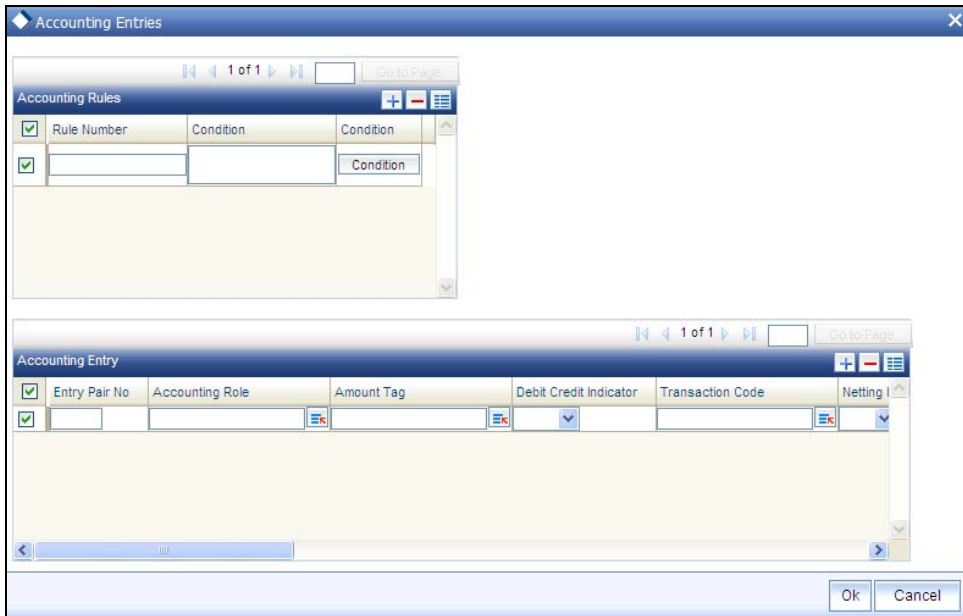 Accounting Entries
1 of 1
Go to Page
Accounting Rules
Rule Number Condition Condition
Condition
1 of 1
Go to Page
Accounting Entry
Entry Pair No Accounting Role Amount Tag Debit Credit Indicator Transaction Code Netting I
Ok Cancel